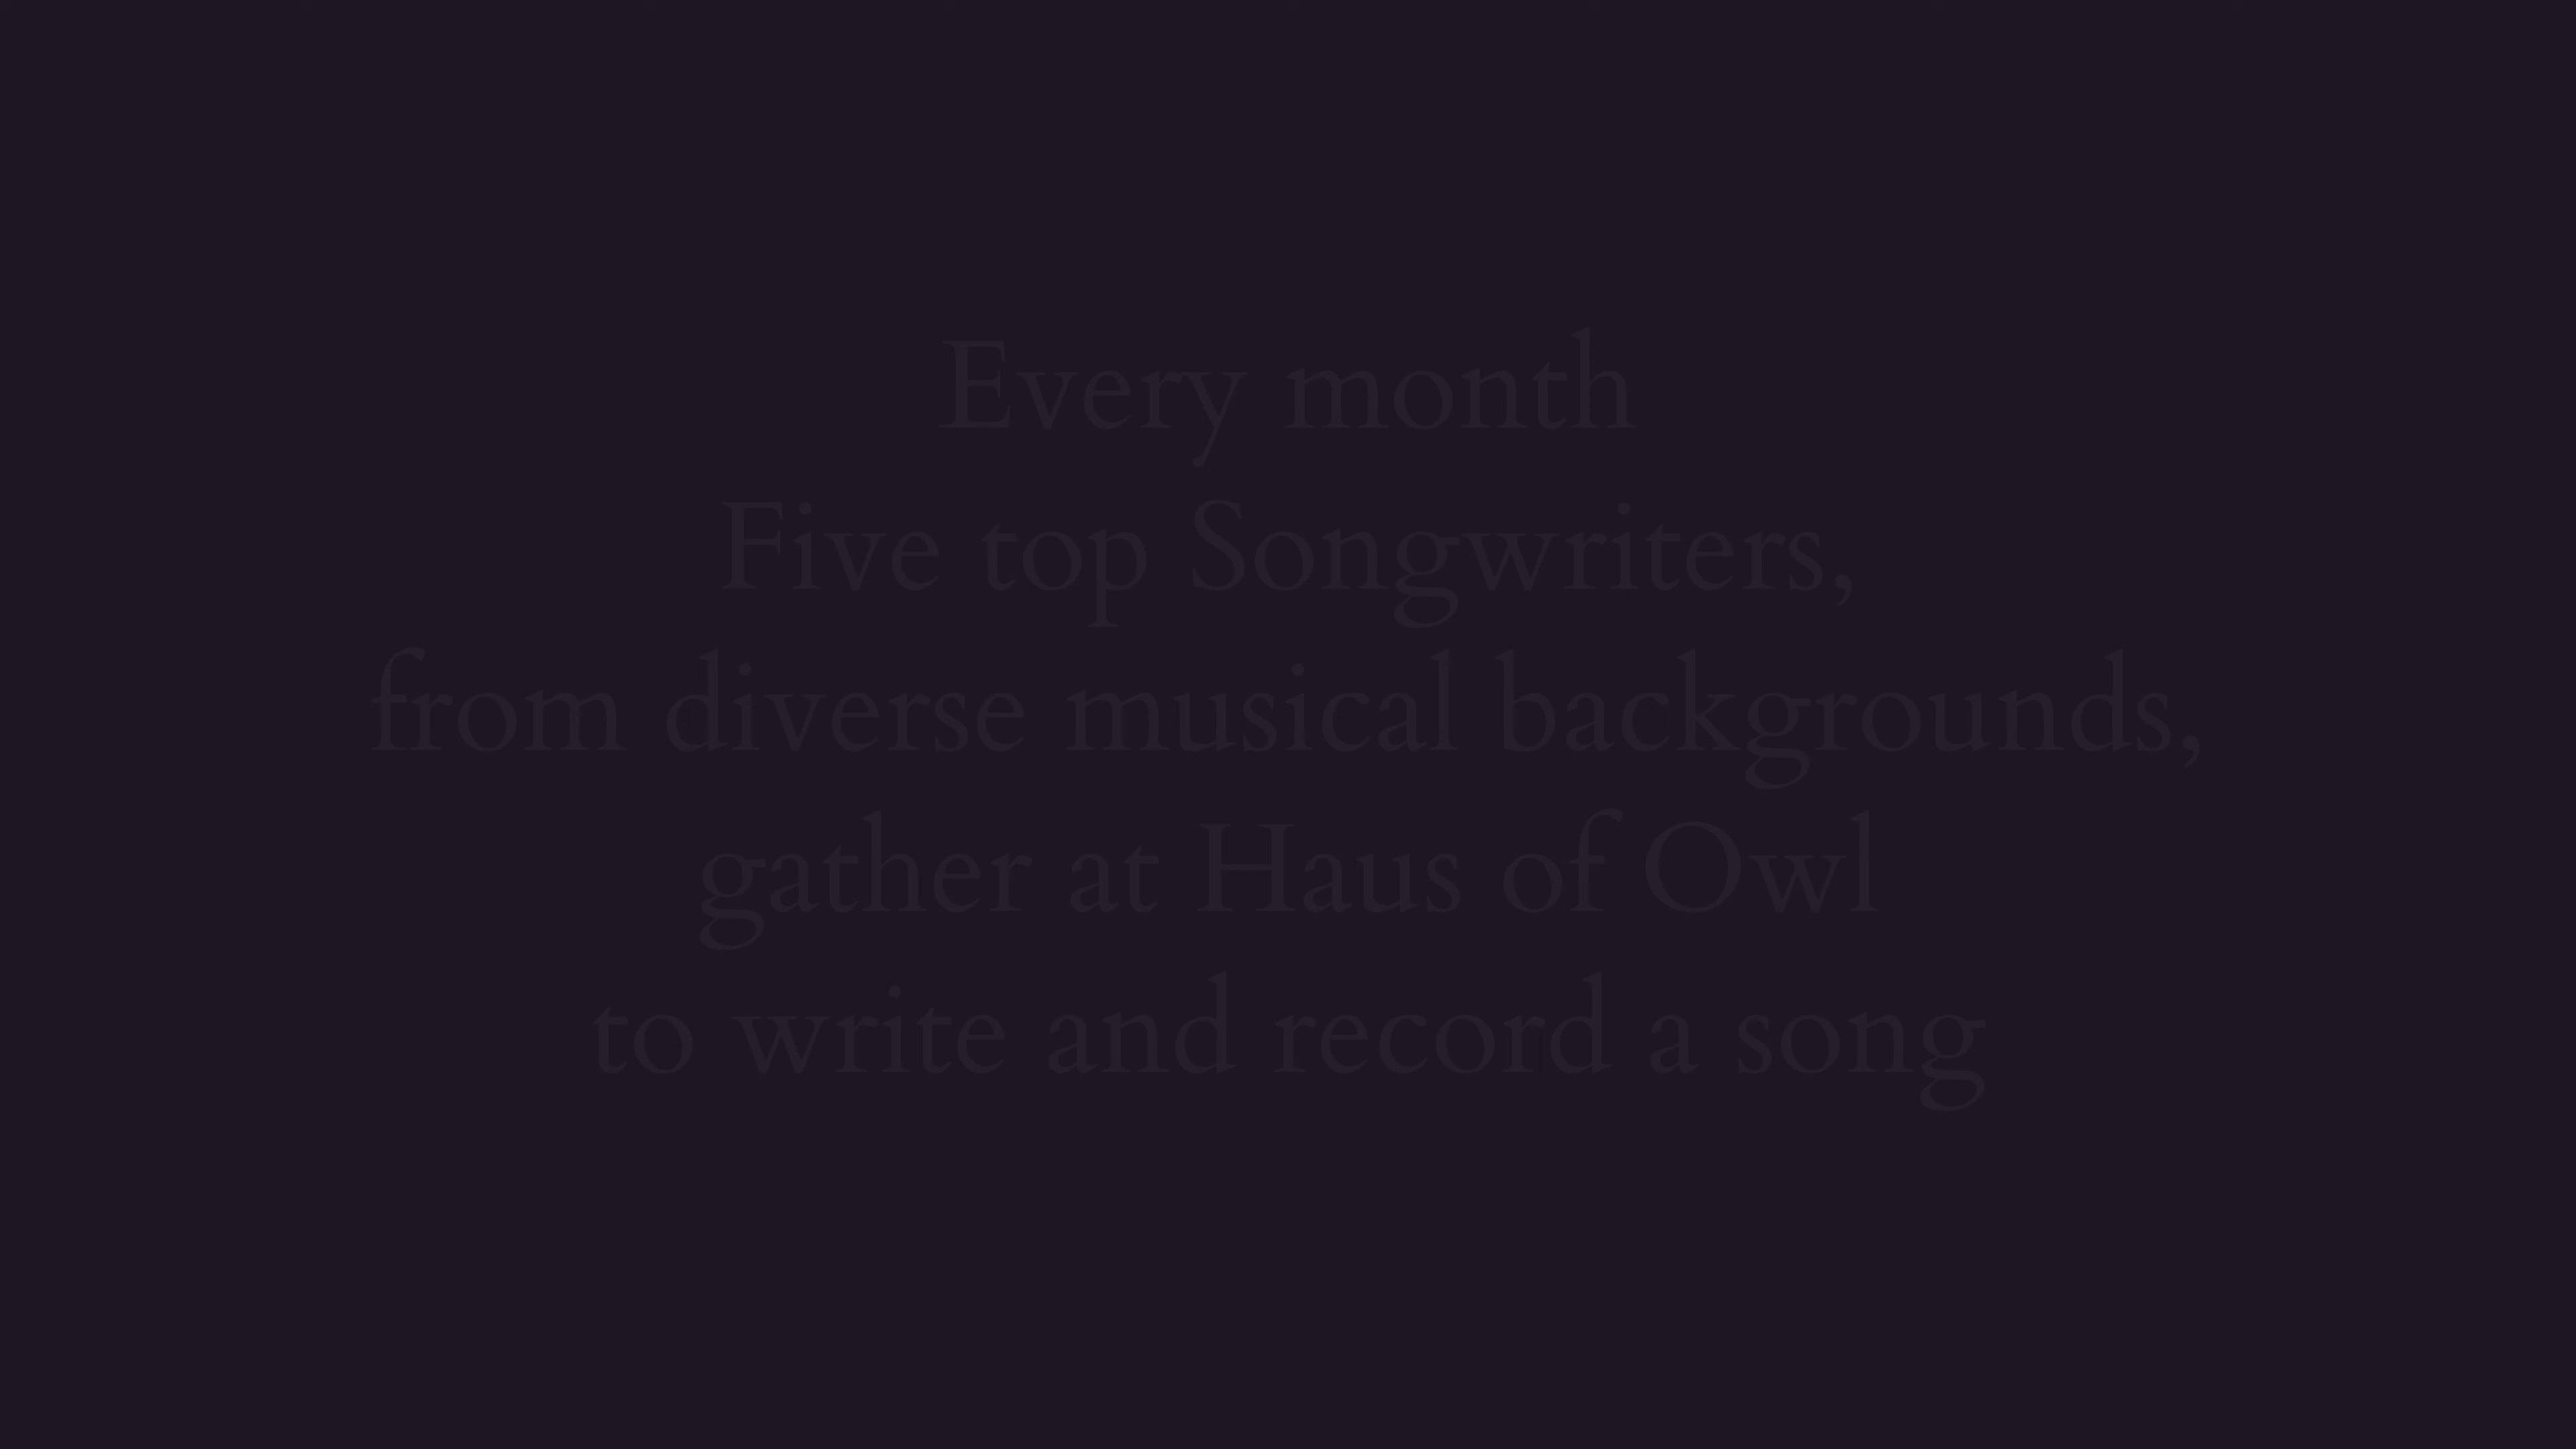 Every month
Five top Songwriters,
from diverse musical backgrounds,
gather at Haus of Owl
to write and record a song